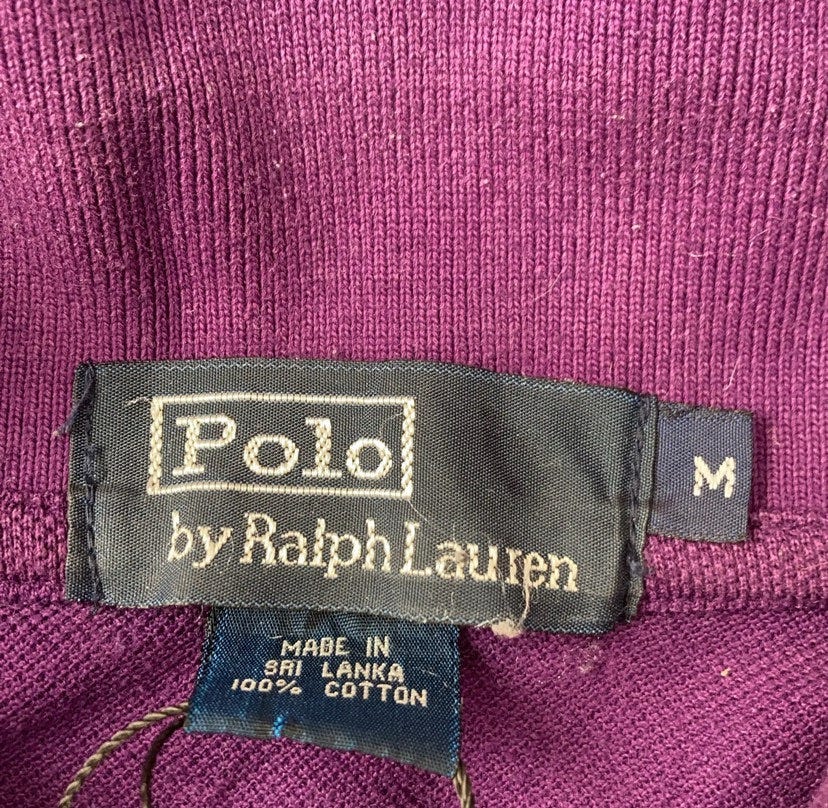 Polo
by Ralph Lauren
M
MADE IN
SRI LANKA
100% COTTON